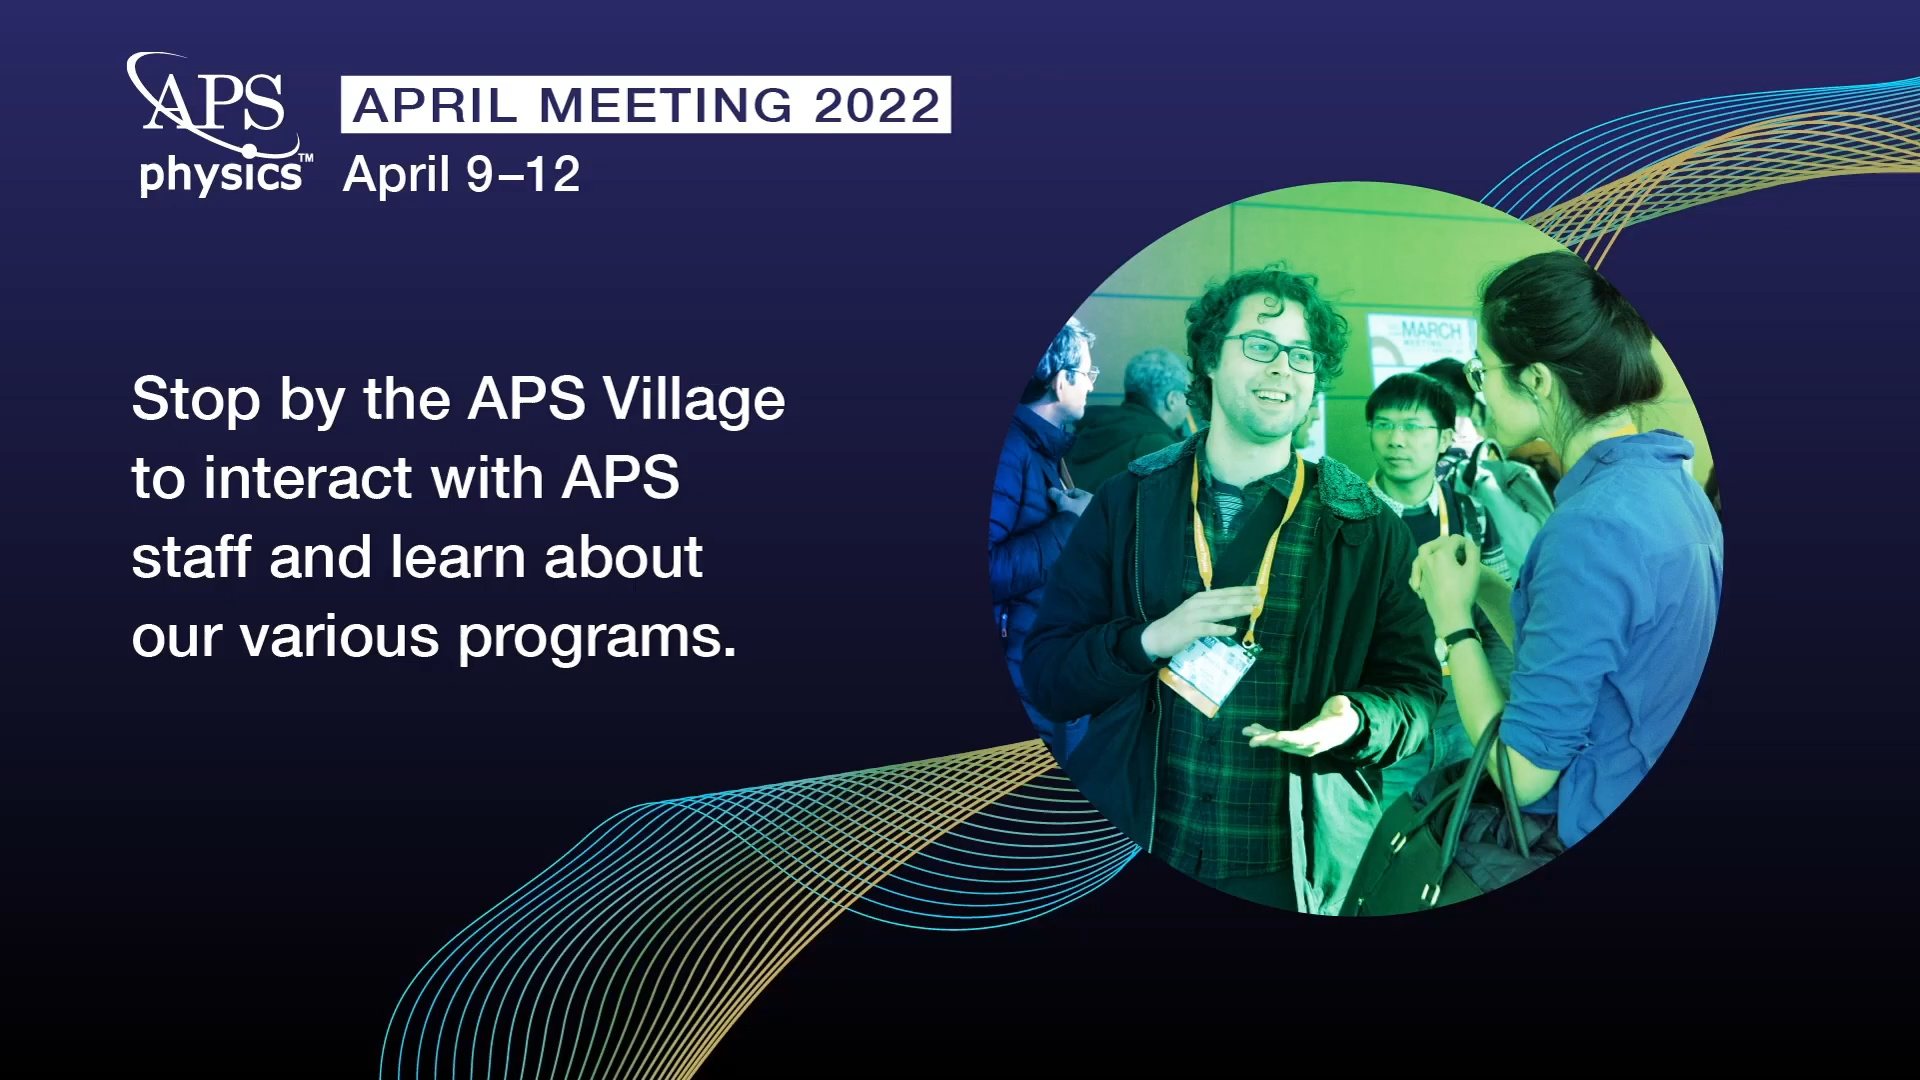 APS
physics™
APRIL MEETING 2022
April 9–12
Stop by the APS Village
to interact with APS
staff and learn about
our various programs.
MARCH
MEETING